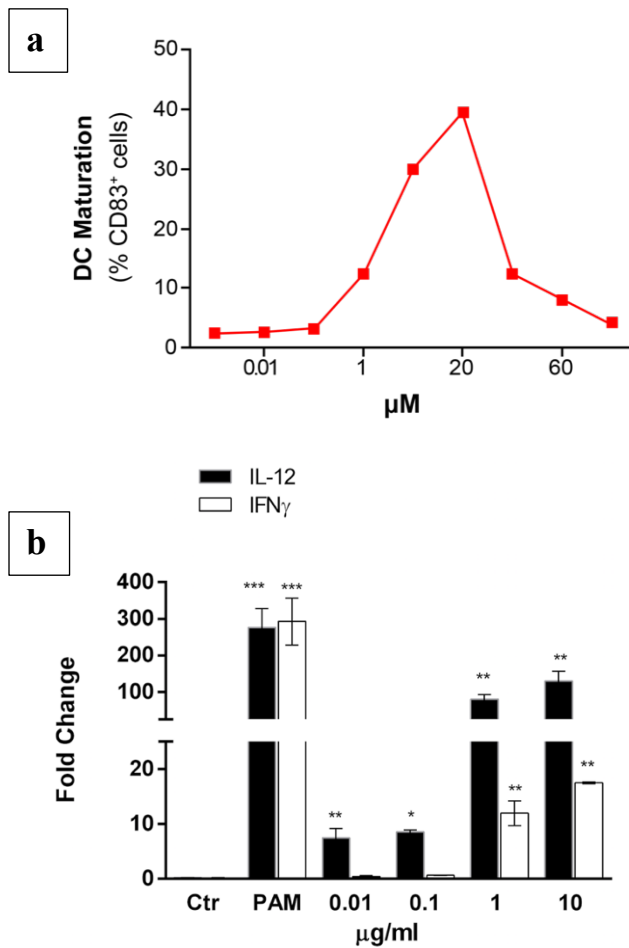 a
50
40
30
20
10
0
DC Maturation
(% CD83⁺ cells)
0.01 1 20 60
µM
IL-12
IFNγ
b
400
300
200
100
20
10
0
Fold Change
*** ***
** * ** ** ** **
Ctr PAM 0.01 0.1 1 10
µg/ml